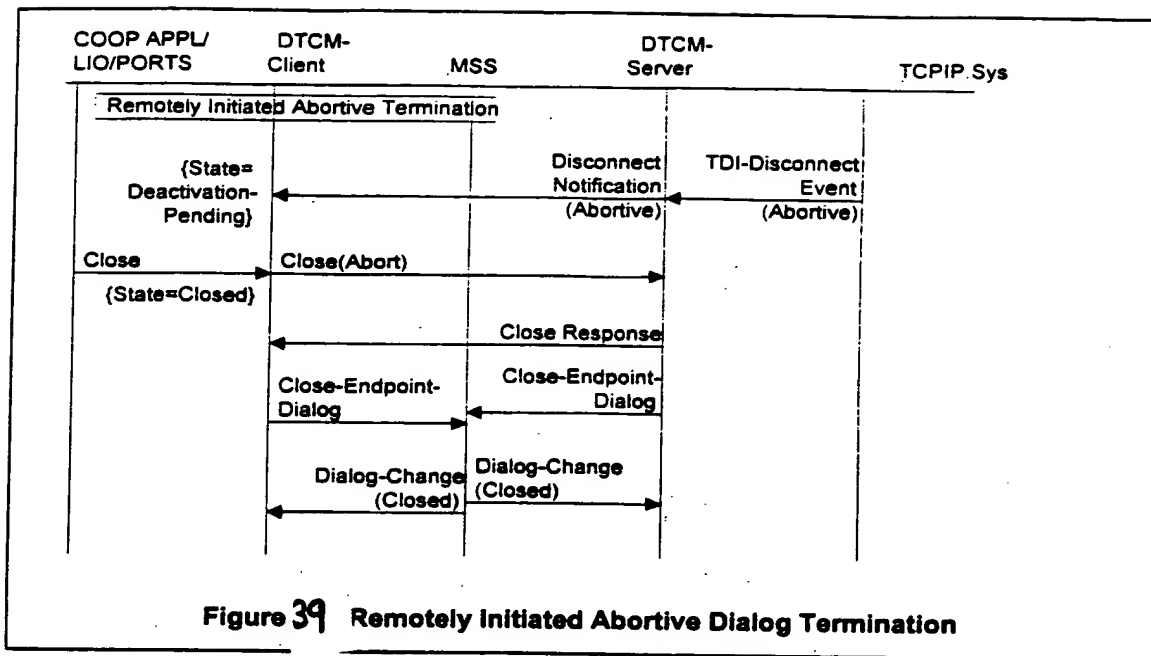 COOP APPL/ DTCM- DTCM-
LIO/PORTS Client MSS Server TCPIP.Sys
Remotely Initiated Abortive Termination
{State= Disconnect TDI-Disconnect
Deactivation- Notification Event
Pending} (Abortive) (Abortive)
Close Close(Abort)
{State=Closed}
Close Response
Close-Endpoint- Close-Endpoint-
Dialog Dialog
Dialog-Change Dialog-Change
(Closed) (Closed)
Figure 39 Remotely Initiated Abortive Dialog Termination